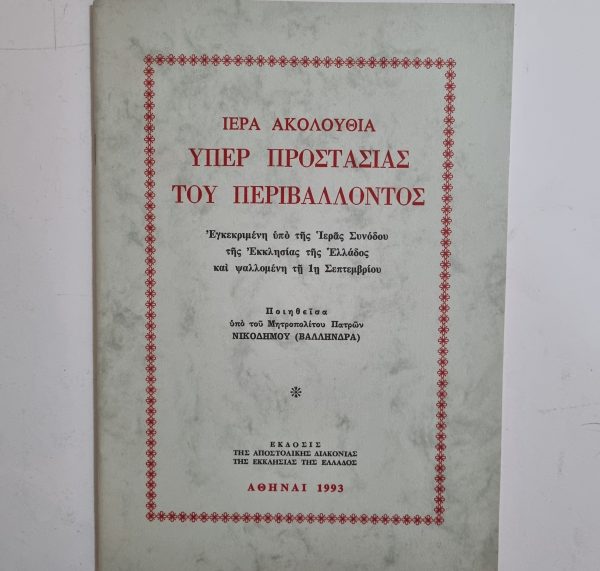 ΙΕΡΑ ΑΚΟΛΟΥΘΙΑ
ΥΠΕΡ ΠΡΟΣΤΑΣΙΑΣ
ΤΟΥ ΠΕΡΙΒΑΛΛΟΝΤΟΣ
Ἐγκεκριμένη ὑπὸ τῆς Ἱερᾶς Συνόδου
τῆς Ἐκκλησίας τῆς Ἑλλάδος
καὶ ψαλλομένη τῇ 1ῃ Σεπτεμβρίου
Ποιηθεῖσα
ὑπὸ τοῦ Μητροπολίτου Πατρῶν
ΝΙΚΟΔΗΜΟΥ (ΒΑΛΛΗΝΔΡΑ)
ΕΚΔΟΣΙΣ
ΤΗΣ ΑΠΟΣΤΟΛΙΚΗΣ ΔΙΑΚΟΝΙΑΣ
ΤΗΣ ΕΚΚΛΗΣΙΑΣ ΤΗΣ ΕΛΛΑΔΟΣ
ΑΘΗΝΑΙ 1993